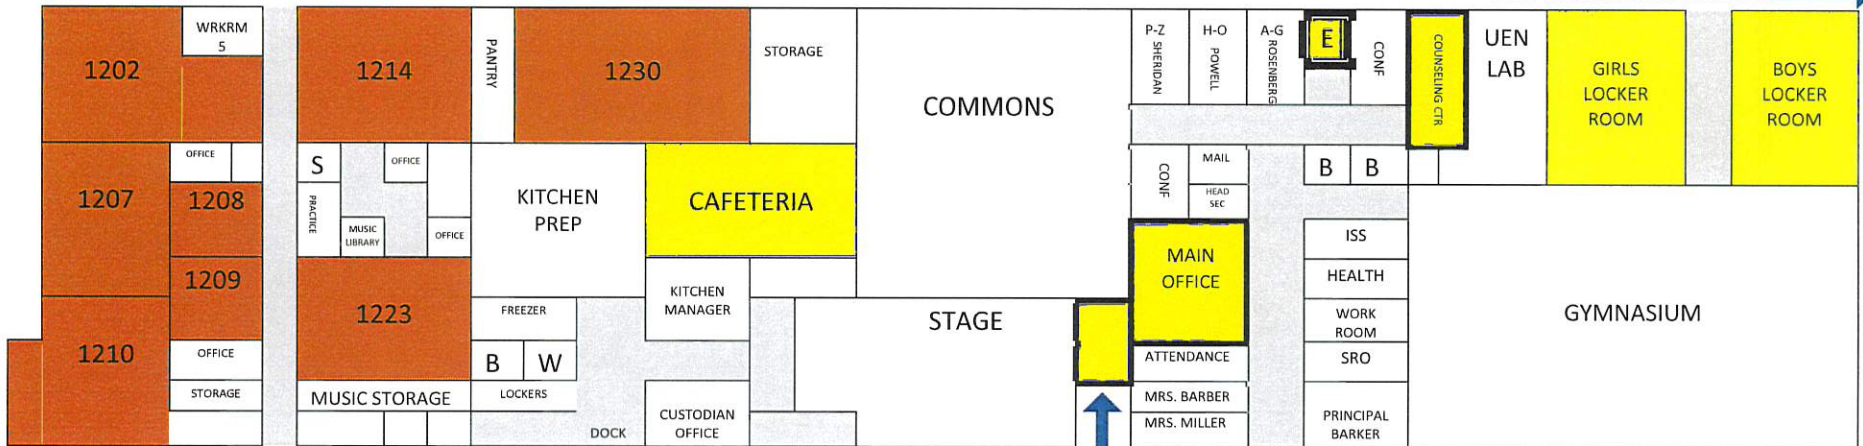 1202
WRKRM
5
1207
OFFICE
1208
1209
1210
OFFICE
STORAGE
1214
S
OFFICE
PRACTICE
MUSIC
LIBRARY
OFFICE
1223
MUSIC STORAGE
PANTRY
1230
STORAGE
KITCHEN
PREP
CAFETERIA
FREEZER
KITCHEN
MANAGER
B
W
LOCKERS
DOCK
CUSTODIAN
OFFICE
COMMONS
STAGE
P-Z
SHERIDAN
H-O
POWELL
A-G
ROSENBERG
E
CONF
COUNSELING CTR
UEN
LAB
GIRLS
LOCKER
ROOM
BOYS
LOCKER
ROOM
CONF
MAIL
HEAD
SEC
B
B
MAIN
OFFICE
ATTENDANCE
MRS. BARBER
MRS. MILLER
ISS
HEALTH
WORK
ROOM
SRO
PRINCIPAL
BARKER
GYMNASIUM